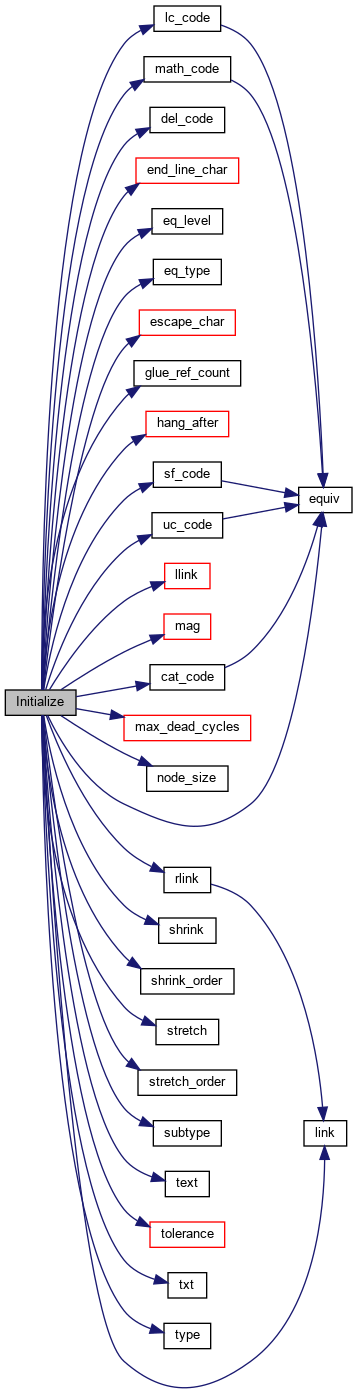 lc_code
math_code
del_code
end_line_char
eq_level
eq_type
escape_char
glue_ref_count
hang_after
sf_code
equiv
uc_code
llink
mag
cat_code
Initialize
max_dead_cycles
node_size
rlink
shrink
shrink_order
stretch
stretch_order
subtype
link
text
tolerance
txt
type